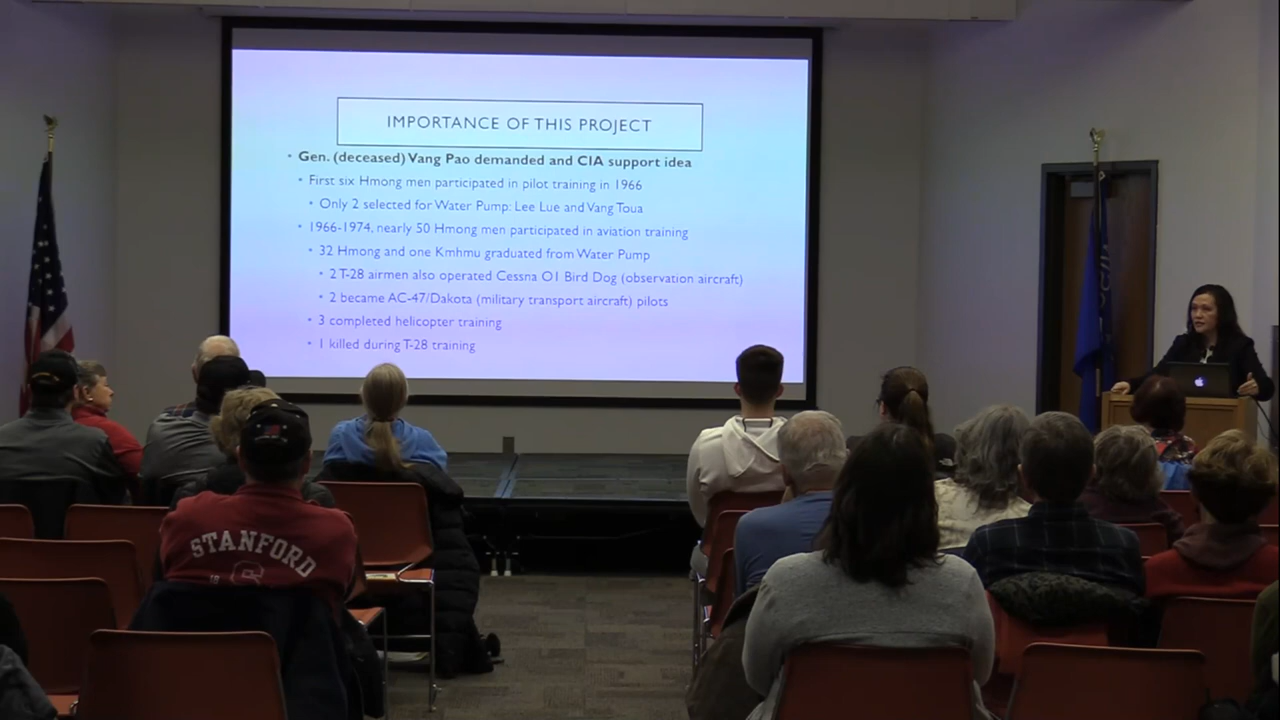 IMPORTANCE OF THIS PROJECT
• Gen. (deceased) Vang Pao demanded and CIA support idea
• First six Hmong men participated in pilot training in 1966
• Only 2 selected for Water Pump: Lee Lue and Vang Toua
• 1966-1974, nearly 50 Hmong men participated in aviation training
• 32 Hmong and one Kmhmu graduated from Water Pump
• 2 T-28 airmen also operated Cessna O1 Bird Dog (observation aircraft)
• 2 became AC-47/Dakota (military transport aircraft) pilots
• 3 completed helicopter training
• 1 killed during T-28 training
STANFORD
18